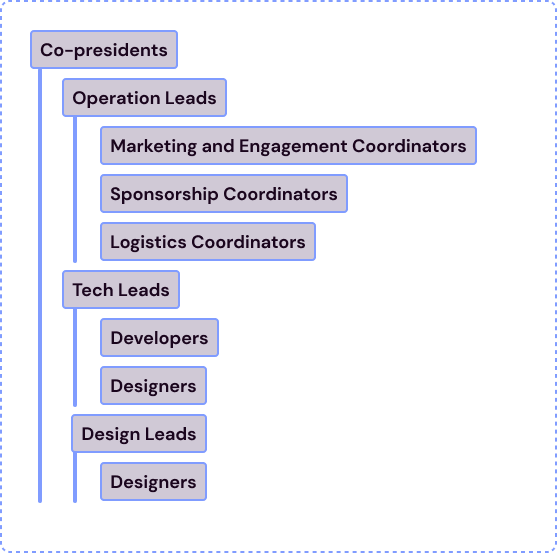 Co-presidents
Operation Leads
Marketing and Engagement Coordinators
Sponsorship Coordinators
Logistics Coordinators
Tech Leads
Developers
Designers
Design Leads
Designers